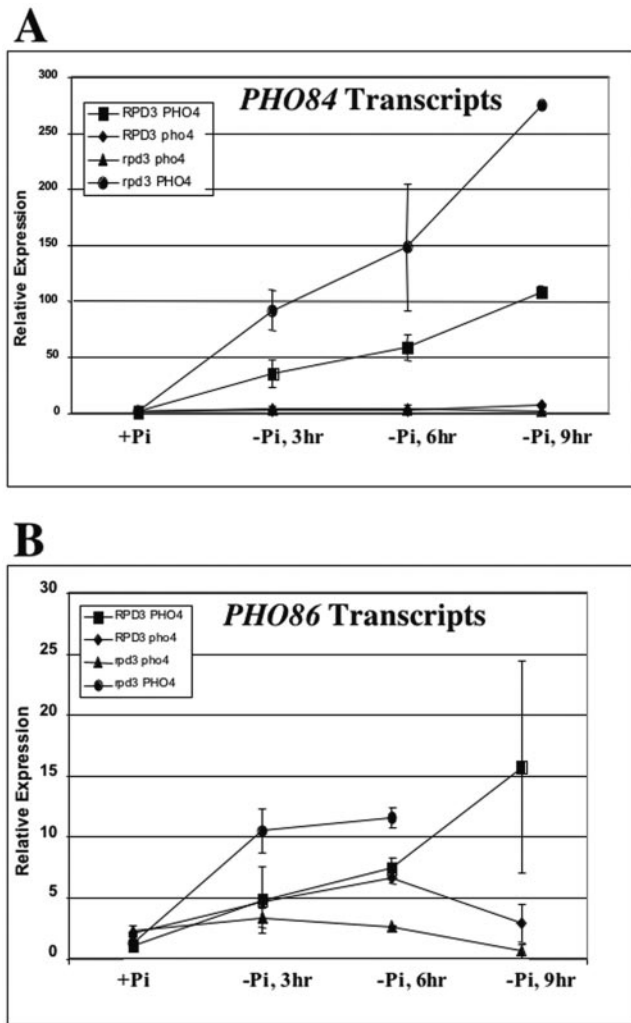 A
PHO84 Transcripts
RPD3 PHO4
RPD3 pho4
rpd3 pho4
rpd3 PHO4
Relative Expression
300
250
200
150
100
50
0
+Pi
-Pi, 3hr
-Pi, 6hr
-Pi, 9hr
B
PHO86 Transcripts
RPD3 PHO4
RPD3 pho4
rpd3 pho4
rpd3 PHO4
Relative Expression
30
25
20
15
10
5
0
+Pi
-Pi, 3hr
-Pi, 6hr
-Pi, 9hr